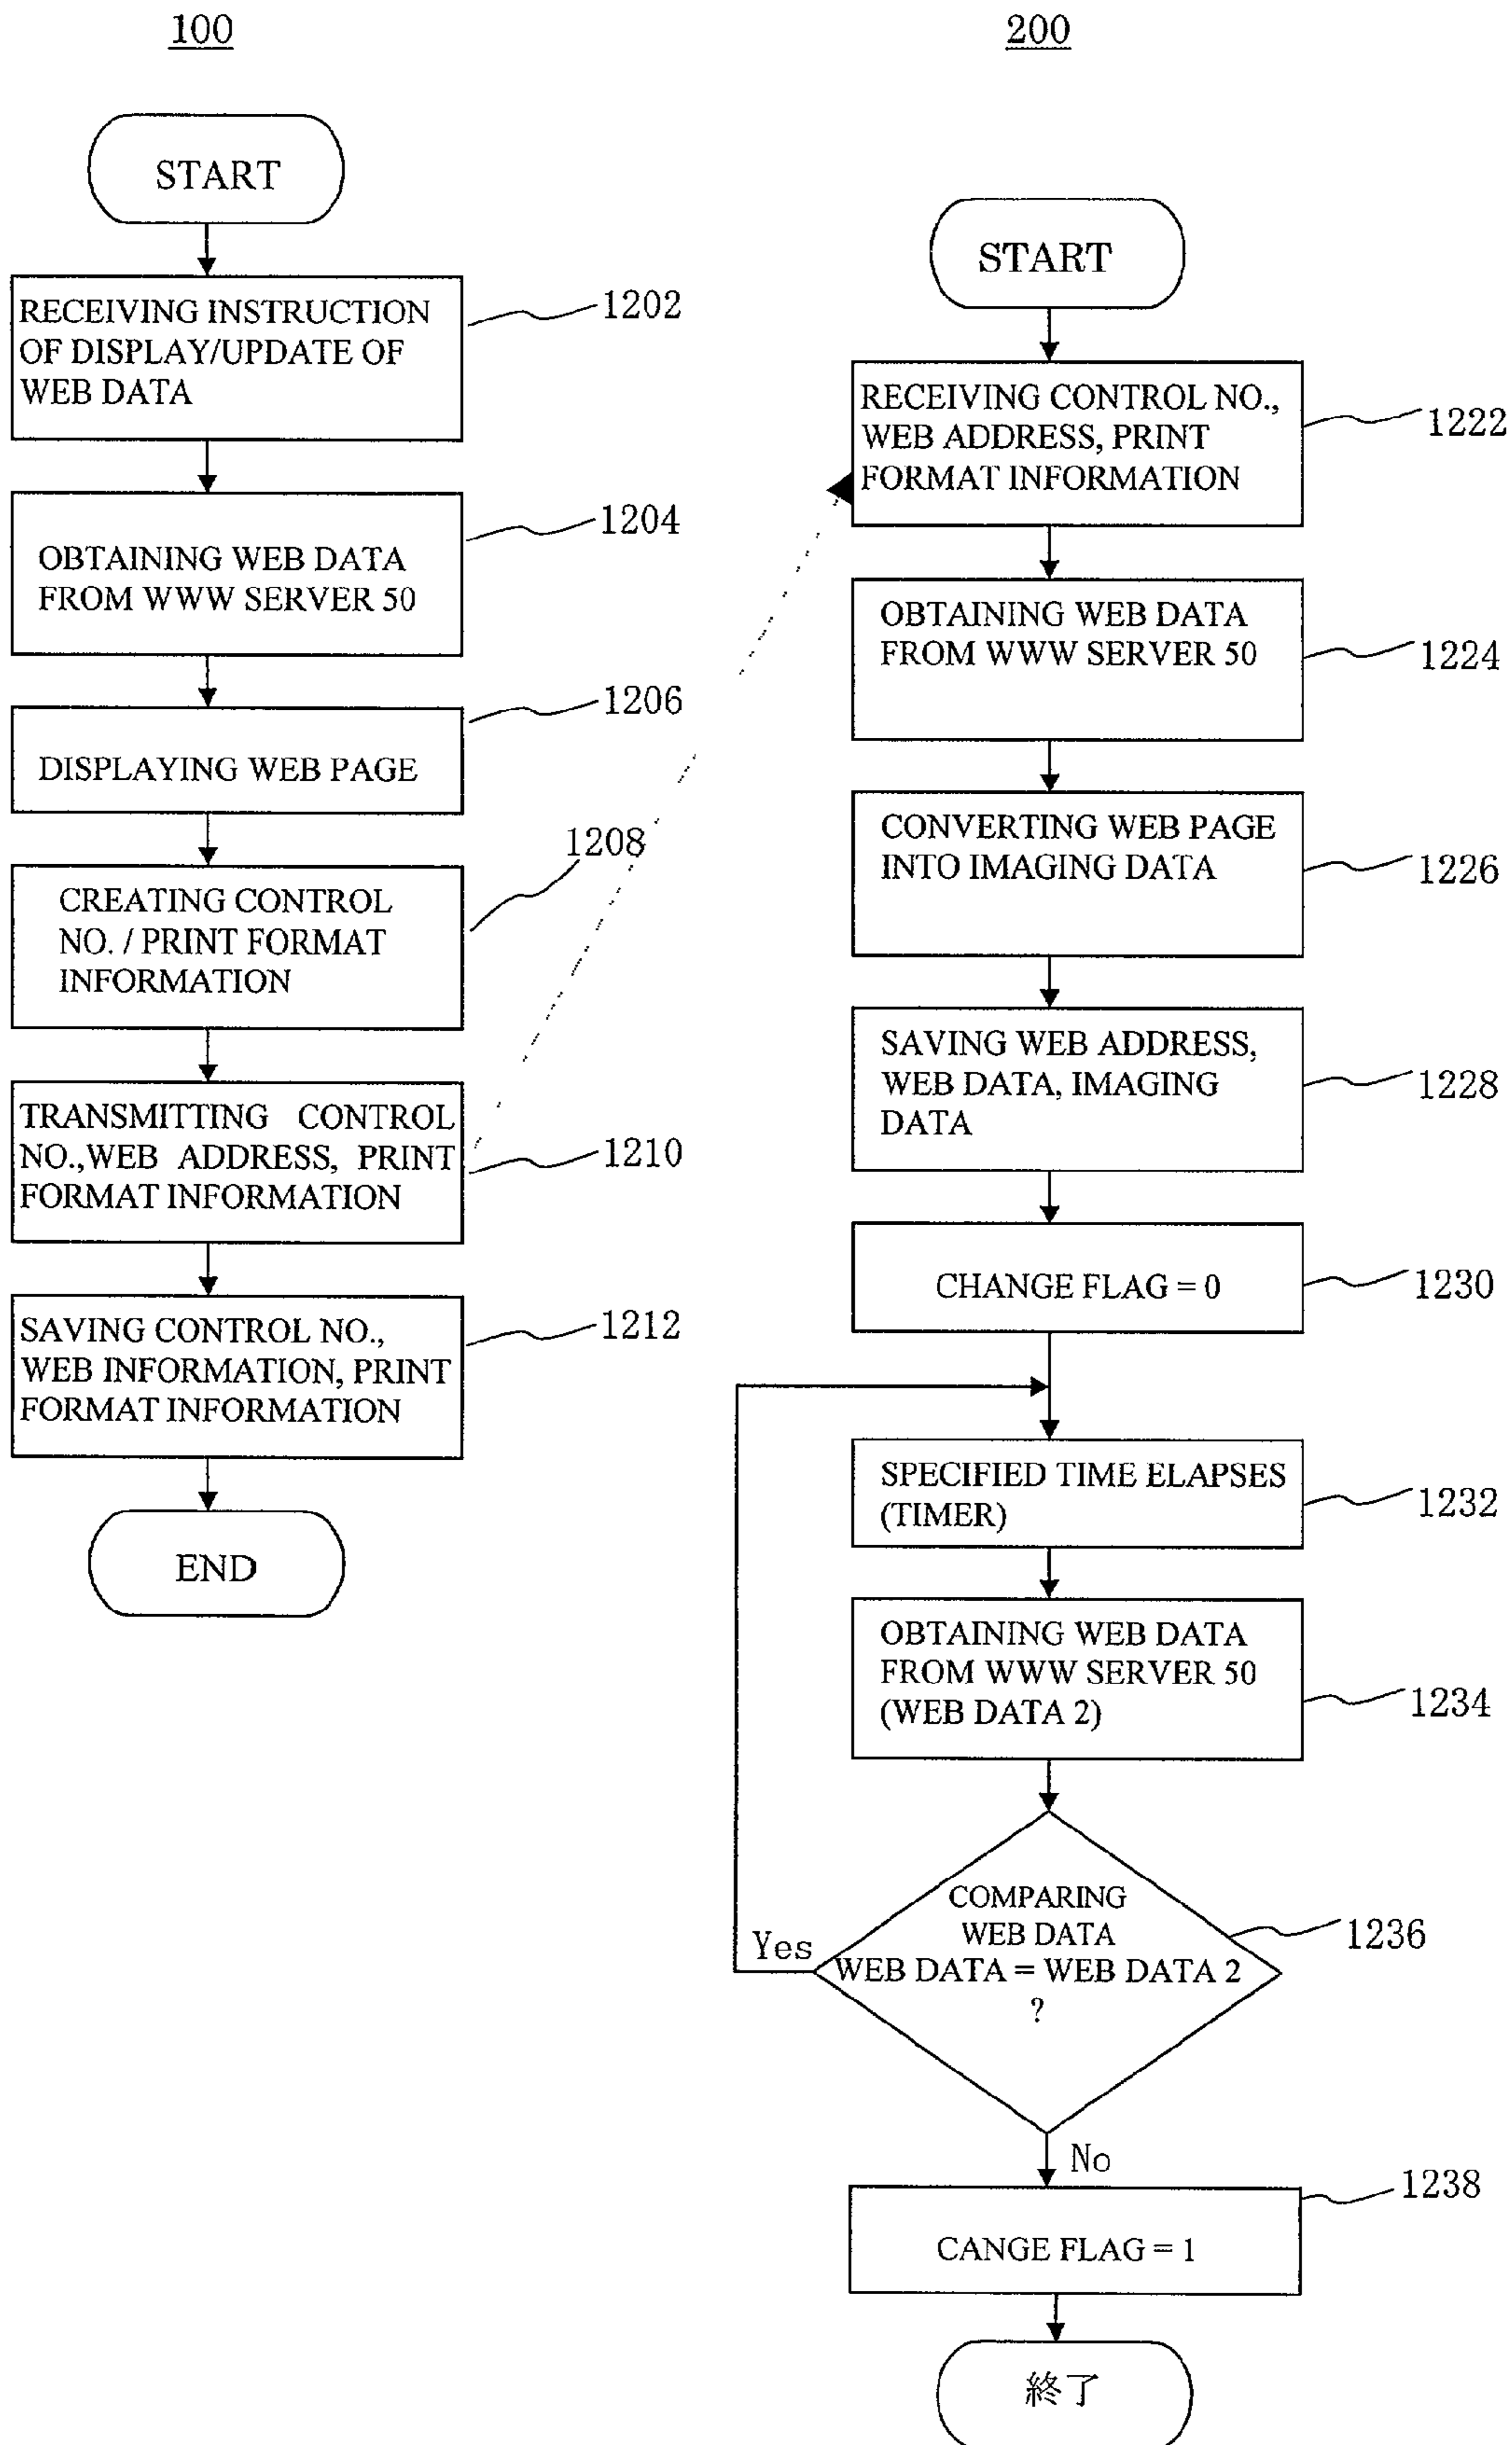 100
START
RECEIVING INSTRUCTION
OF DISPLAY/UPDATE OF
WEB DATA
1202
OBTAINING WEB DATA
FROM WWW SERVER 50
1204
DISPLAYING WEB PAGE
1206
CREATING CONTROL
NO. / PRINT FORMAT
INFORMATION
1208
TRANSMITTING CONTROL
NO.,WEB ADDRESS, PRINT
FORMAT INFORMATION
1210
SAVING CONTROL NO.,
WEB INFORMATION, PRINT
FORMAT INFORMATION
1212
END
200
START
RECEIVING CONTROL NO.,
WEB ADDRESS, PRINT
FORMAT INFORMATION
1222
OBTAINING WEB DATA
FROM WWW SERVER 50
1224
CONVERTING WEB PAGE
INTO IMAGING DATA
1226
SAVING WEB ADDRESS,
WEB DATA, IMAGING
DATA
1228
CHANGE FLAG = 0
1230
SPECIFIED TIME ELAPSES
(TIMER)
1232
OBTAINING WEB DATA
FROM WWW SERVER 50
(WEB DATA 2)
1234
COMPARING
WEB DATA
WEB DATA = WEB DATA 2
?
1236
Yes
No
CANGE FLAG = 1
1238
終了